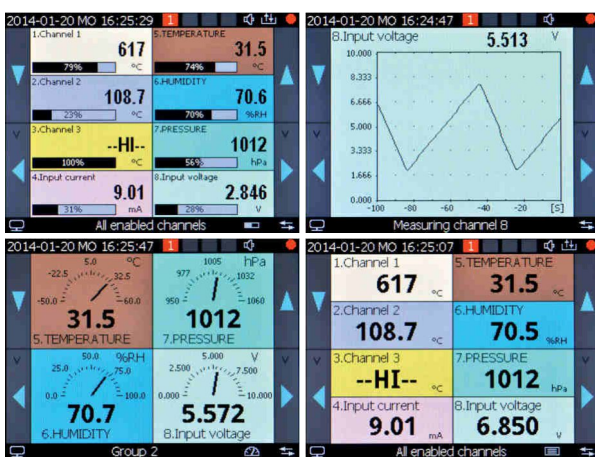 2014-01-20 MO 16:25:29 1
1.Channel 1
617
79% °C
5.TEMPERATURE
31.5
74% °C
2.Channel 2
108.7
23% °C
6.HUMIDITY
70.6
70% %RH
3.Channel 3
--HI--
100% °C
7.PRESSURE
1012
56% hPa
4.Input current
9.01
31% mA
8.Input voltage
2.846
28% V
All enabled channels
2014-01-20 MO 16:24:47 1
8.Input voltage 5.513 V
10.000
8.333
6.666
5.000
3.333
1.666
0.000
-100 -80 -60 -40 -20 [S]
Measuring channel 8
2014-01-20 MO 16:25:47 1
5.0 °C
-22.5 32.5
-50.0 60.0
31.5
5.TEMPERATURE
1005 hPa
977 1032
950 1060
1012
7.PRESSURE
50.0 %RH
25.0 75.0
0.0 100.0
70.7
6.HUMIDITY
5.000 V
2.500 7.500
0.000 10.000
5.572
8.Input voltage
Group 2
2014-01-20 MO 16:25:07 1
1.Channel 1
617 °C
5.TEMPERATURE
31.5 °C
2.Channel 2
108.7 °C
6.HUMIDITY
70.5 %RH
3.Channel 3
--HI-- °C
7.PRESSURE
1012 hPa
4.Input current
9.01 mA
8.Input voltage
6.850 V
All enabled channels